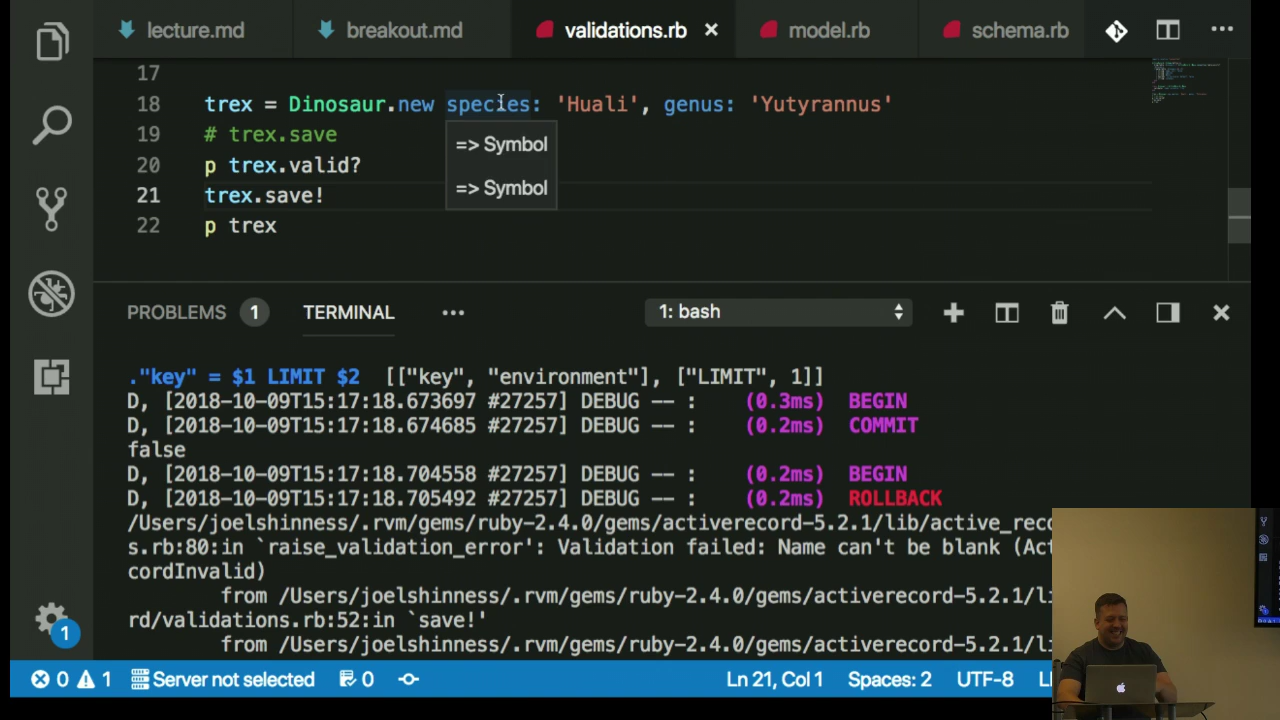 lecture.md breakout.md validations.rb model.rb schema.rb
17
18 trex = Dinosaur.new species: 'Huali', genus: 'Yutyrannus'
19 # trex.save
=> Symbol
20 p trex.valid?
=> Symbol
21 trex.save!
22 p trex
PROBLEMS 1 TERMINAL 1: bash
."key" = $1 LIMIT $2 [["key", "environment"], ["LIMIT", 1]]
D, [2018-10-09T15:17:18.673697 #27257] DEBUG -- : (0.3ms) BEGIN
D, [2018-10-09T15:17:18.674685 #27257] DEBUG -- : (0.2ms) COMMIT
false
D, [2018-10-09T15:17:18.704558 #27257] DEBUG -- : (0.2ms) BEGIN
D, [2018-10-09T15:17:18.705492 #27257] DEBUG -- : (0.2ms) ROLLBACK
/Users/joelshinness/.rvm/gems/ruby-2.4.0/gems/activerecord-5.2.1/lib/active_reco
s.rb:80:in `raise_validation_error': Validation failed: Name can't be blank (Act
cordInvalid)
from /Users/joelshinness/.rvm/gems/ruby-2.4.0/gems/activerecord-5.2.1/li
rd/validations.rb:52:in `save!'
from /Users/joelshinness/.rvm/gems/ruby-2.4.0/gems/activerecord-5.2.1/li
1
0 1 Server not selected 0 Ln 21, Col 1 Spaces: 2 UTF-8